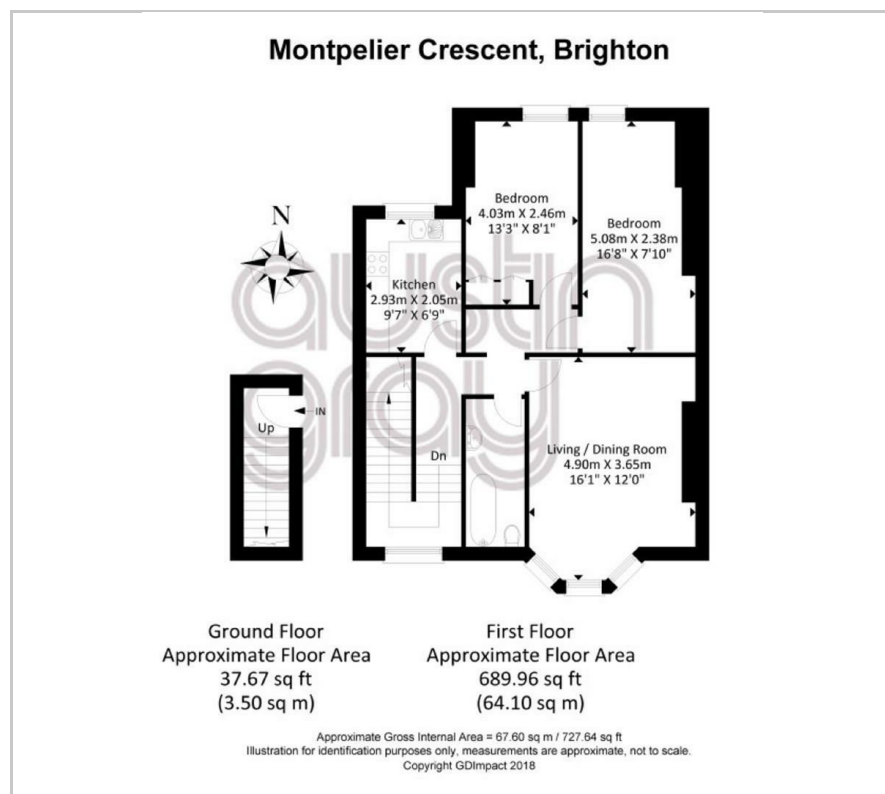 Montpelier Crescent, Brighton
N
Bedroom
4.03m X 2.46m
13'3" X 8'1"
Bedroom
5.08m X 2.38m
16'8" X 7'10"
Kitchen
2.93m X 2.05m
9'7" X 6'9"
austin
gray
IN
Up
Dn
Living / Dining Room
4.90m X 3.65m
16'1" X 12'0"
Ground Floor
Approximate Floor Area
37.67 sq ft
(3.50 sq m)
First Floor
Approximate Floor Area
689.96 sq ft
(64.10 sq m)
Approximate Gross Internal Area = 67.60 sq m / 727.64 sq ft
Illustration for identification purposes only, measurements are approximate, not to scale.
Copyright GDImpact 2018